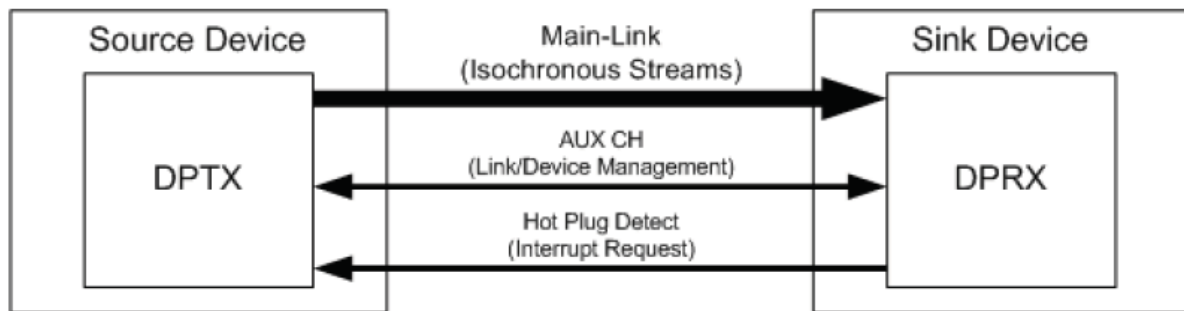 Source Device
DPTX
Main-Link
(Isochronous Streams)
AUX CH
(Link/Device Management)
Hot Plug Detect
(Interrupt Request)
Sink Device
DPRX